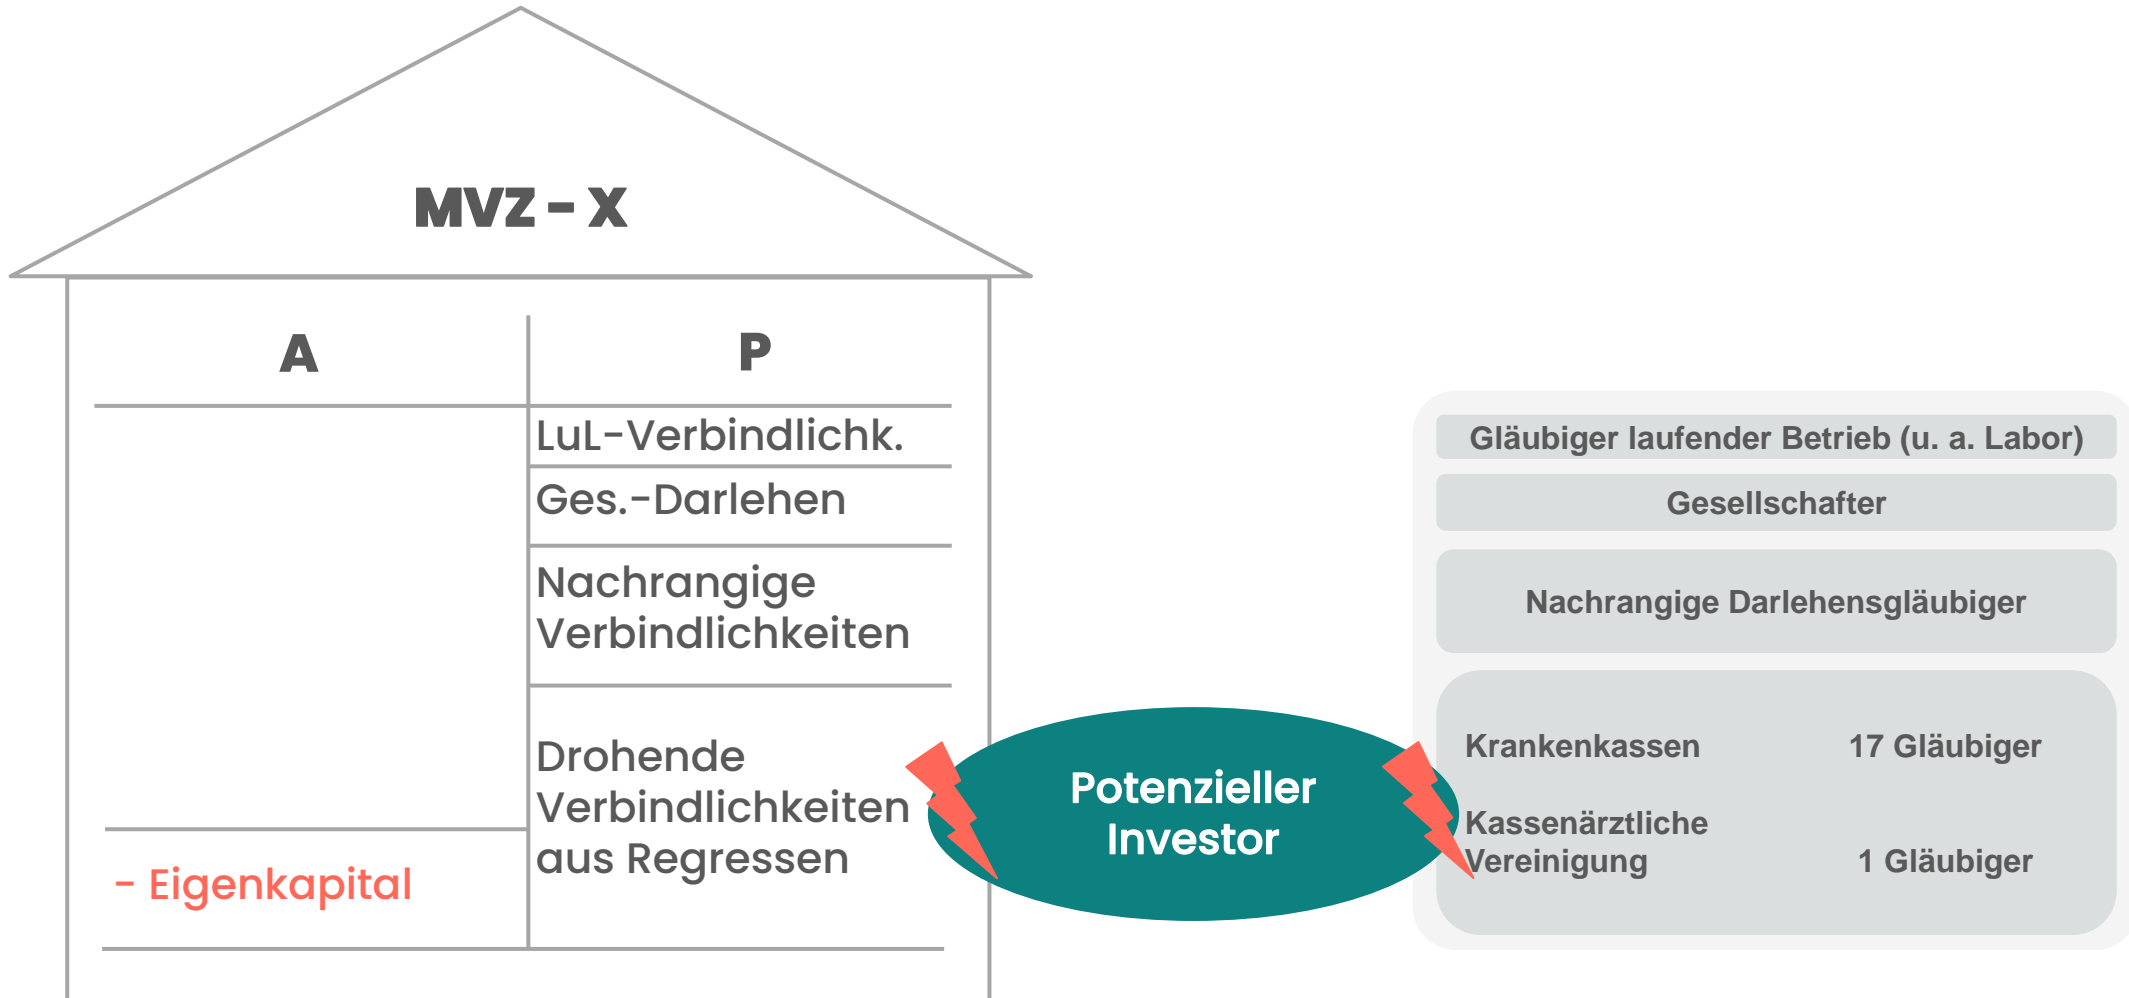 MVZ – X
A
P
LuL-Verbindlichk.
Ges.-Darlehen
Nachrangige
Verbindlichkeiten
Drohende
Verbindlichkeiten
aus Regressen
- Eigenkapital
Potenzieller
Investor
Gläubiger laufender Betrieb (u. a. Labor)
Gesellschafter
Nachrangige Darlehensgläubiger
Krankenkassen 17 Gläubiger
Kassenärztliche
Vereinigung 1 Gläubiger